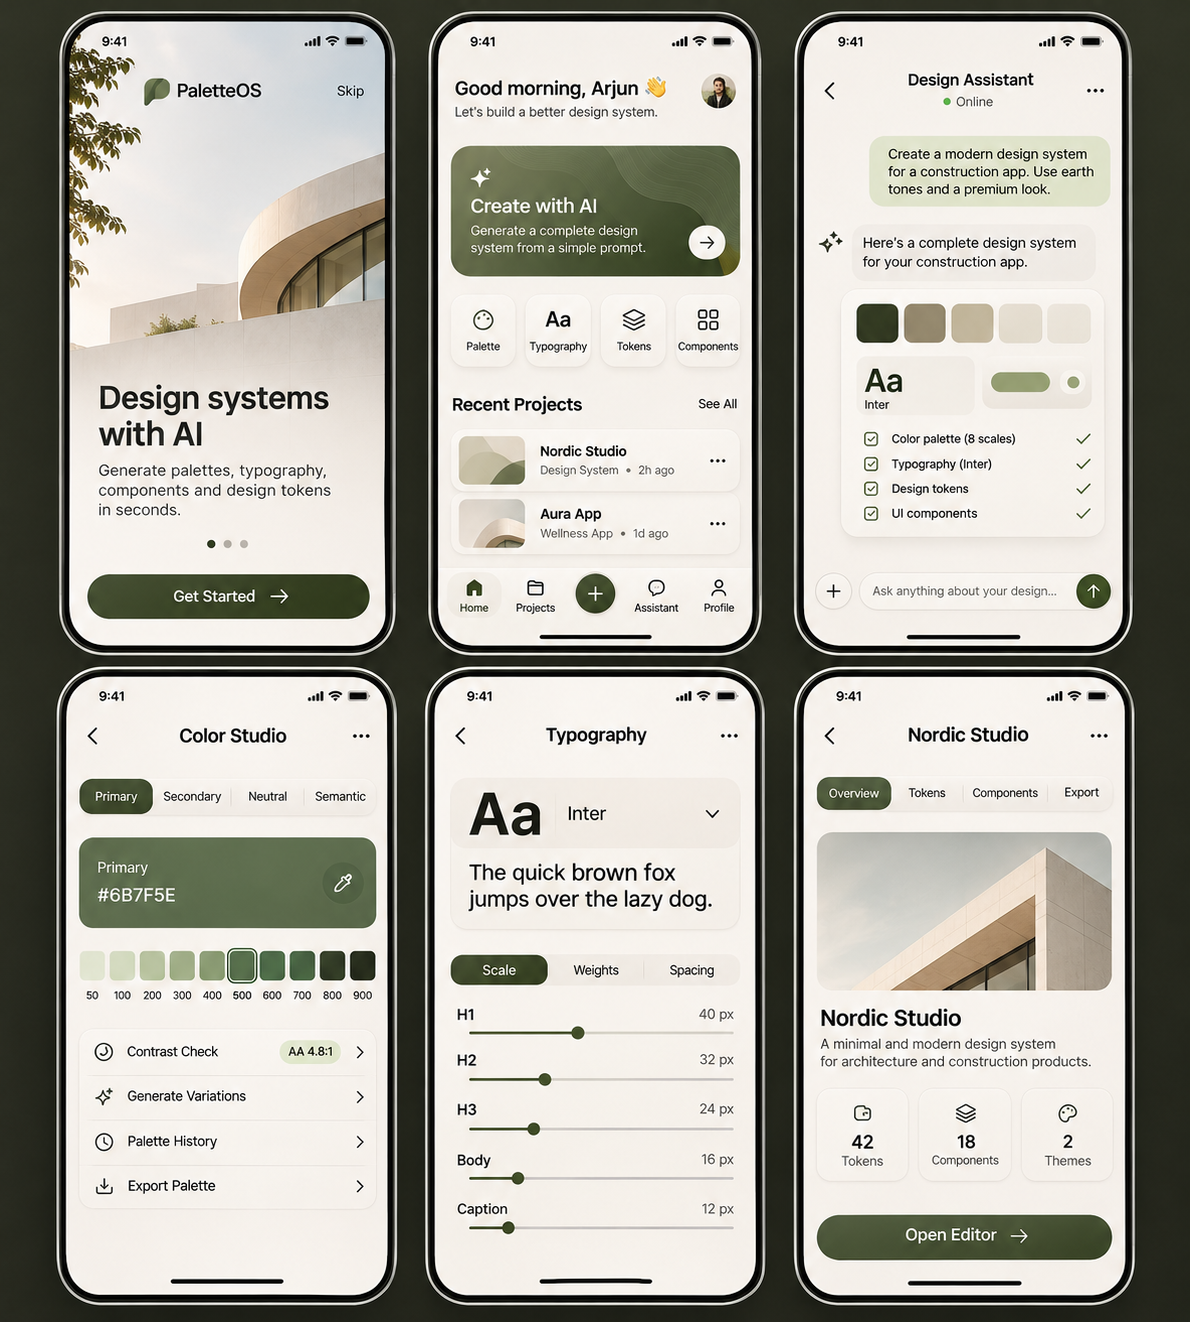 9:41
PaletteOS
Skip
Design systems
with AI
Generate palettes, typography,
components and design tokens
in seconds.
Get Started
9:41
Good morning, Arjun 👋
Let's build a better design system.
Create with AI
Generate a complete design
system from a simple prompt.
Palette
Aa
Typography
Tokens
Components
Recent Projects
See All
Nordic Studio
Design System • 2h ago
Aura App
Wellness App • 1d ago
Home
Projects
Assistant
Profile
9:41
Design Assistant
Online
Create a modern design system
for a construction app. Use earth
tones and a premium look.
Here's a complete design system
for your construction app.
Aa
Inter
Color palette (8 scales)
Typography (Inter)
Design tokens
UI components
Ask anything about your design...
9:41
Color Studio
Primary
Secondary
Neutral
Semantic
Primary
#6B7F5E
50 100 200 300 400 500 600 700 800 900
Contrast Check
AA 4.8:1
Generate Variations
Palette History
Export Palette
9:41
Typography
Aa
Inter
The quick brown fox
jumps over the lazy dog.
Scale
Weights
Spacing
H1 40 px
H2 32 px
H3 24 px
Body 16 px
Caption 12 px
9:41
Nordic Studio
Overview
Tokens
Components
Export
Nordic Studio
A minimal and modern design system
for architecture and construction products.
42
Tokens
18
Components
2
Themes
Open Editor